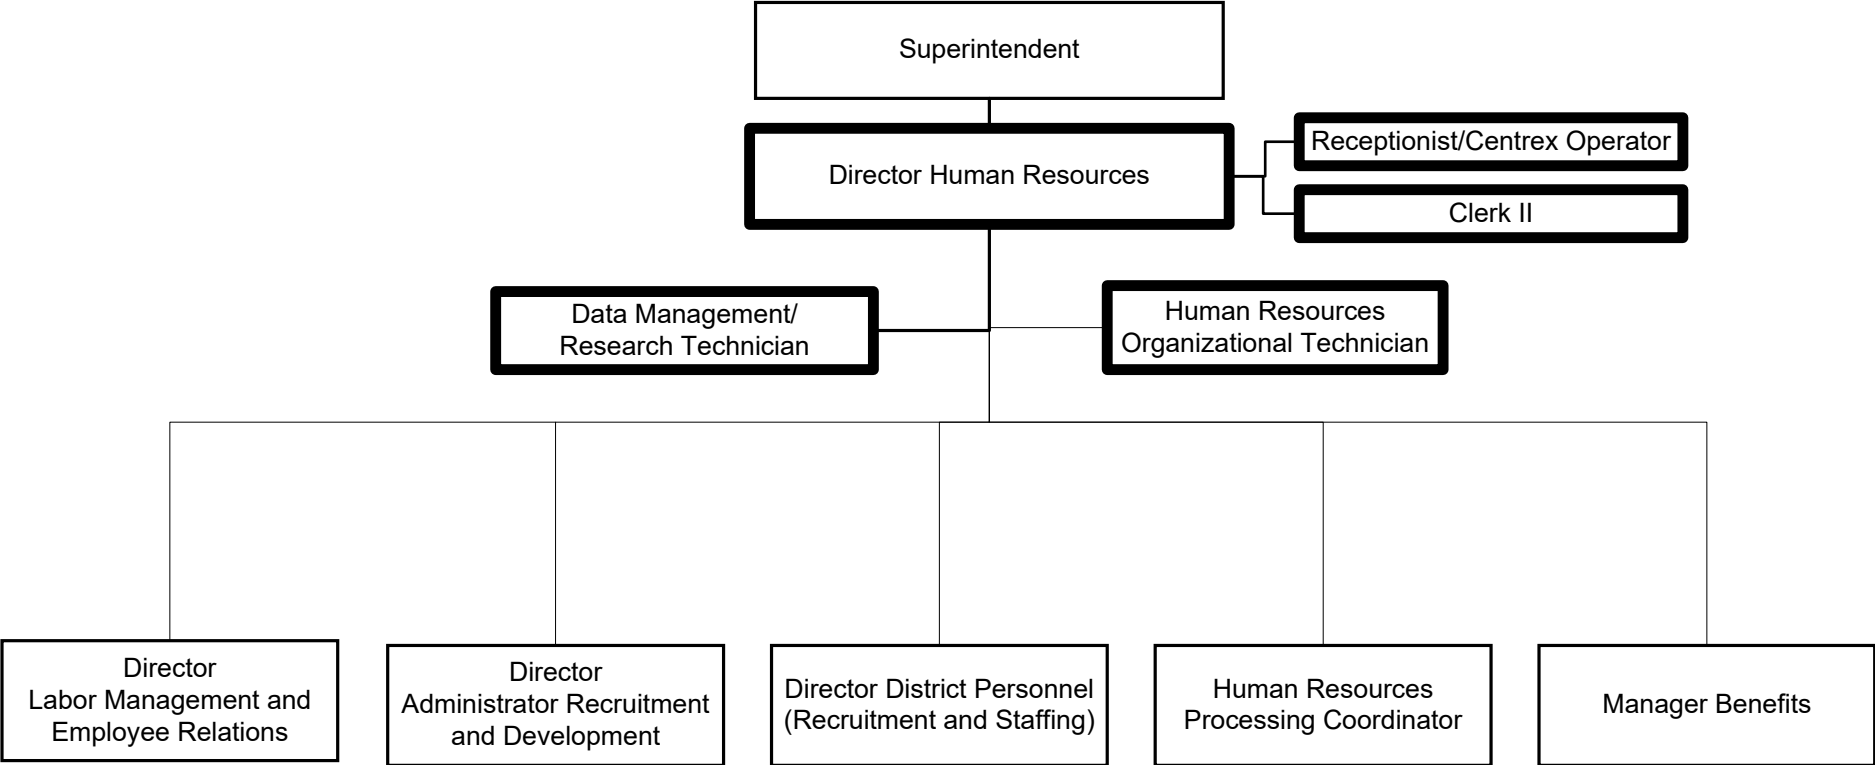 Superintendent
Director Human Resources
Receptionist/Centrex Operator
Clerk II
Data Management/
Research Technician
Human Resources
Organizational Technician
Director
Labor Management and
Employee Relations
Director
Administrator Recruitment
and Development
Director District Personnel
(Recruitment and Staffing)
Human Resources
Processing Coordinator
Manager Benefits